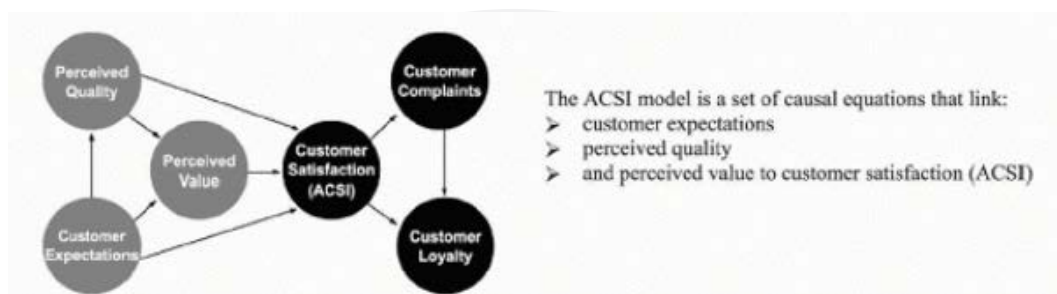 Perceived
Quality
Perceived
Value
Customer
Expectations
Customer
Satisfaction
(ACSI)
Customer
Complaints
Customer
Loyalty
The ACSI model is a set of causal equations that link:
➢ customer expectations
➢ perceived quality
➢ and perceived value to customer satisfaction (ACSI)